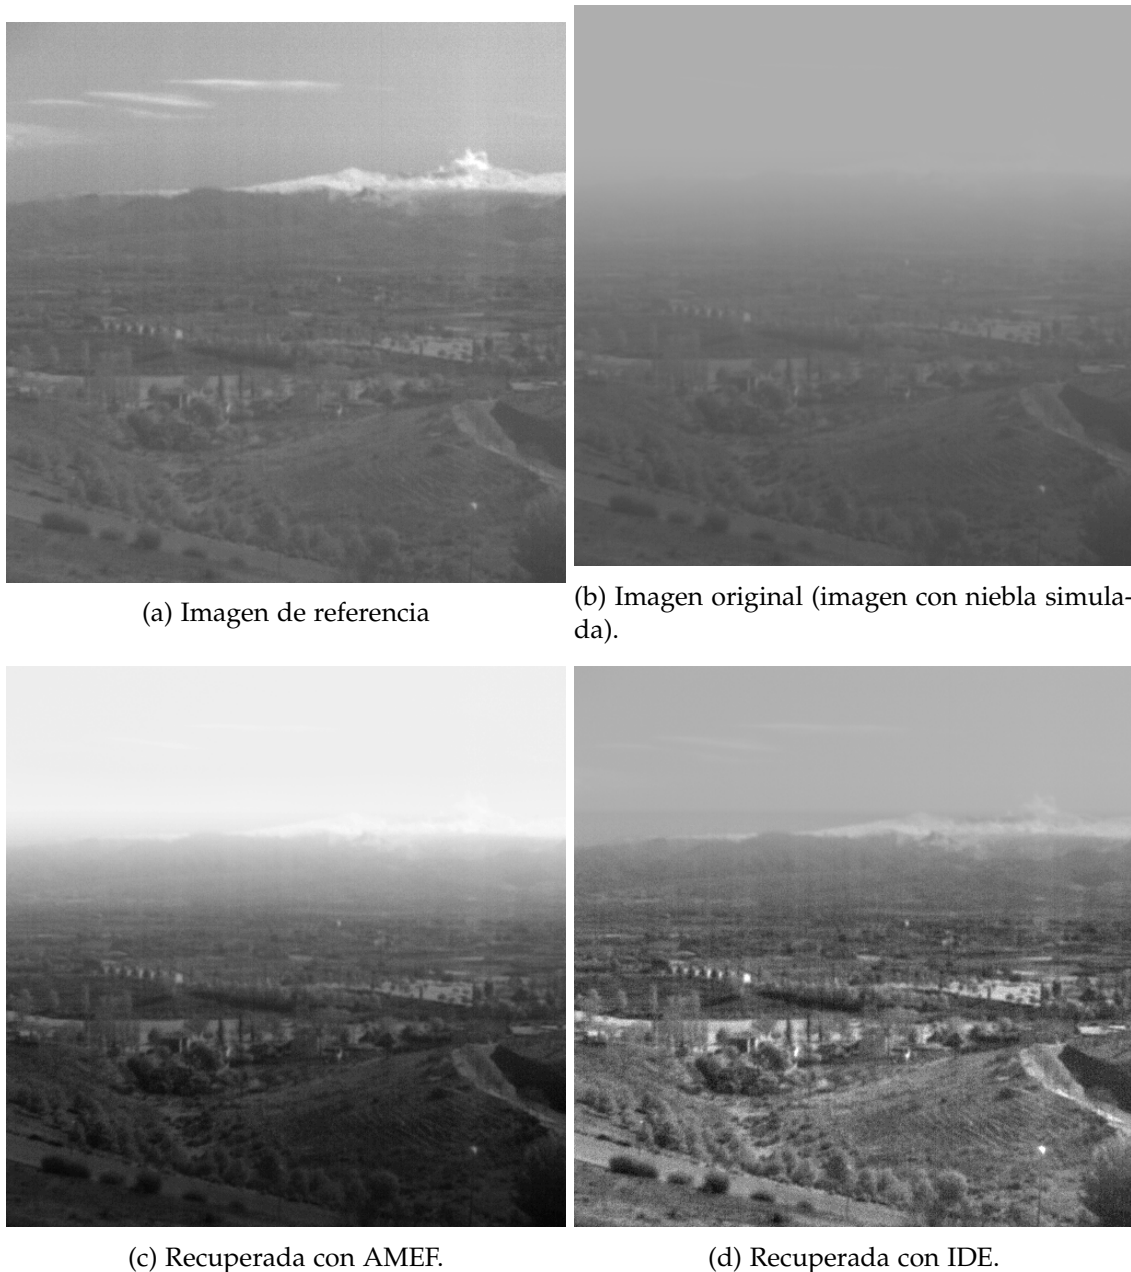 (a) Imagen de referencia
(b) Imagen original (imagen con niebla simula-
da).
(c) Recuperada con AMEF.
(d) Recuperada con IDE.